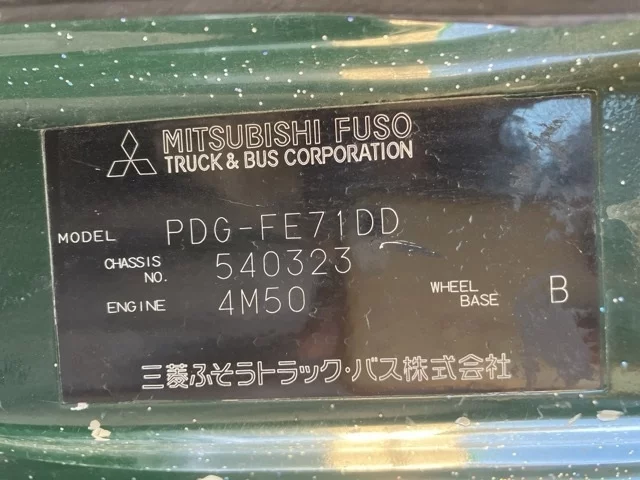 MITSUBISHI FUSO
TRUCK & BUS CORPORATION
MODEL PDG-FE71DD
CHASSIS NO. 540323
ENGINE 4M50 WHEEL BASE B
三菱ふそうトラック・バス株式会社